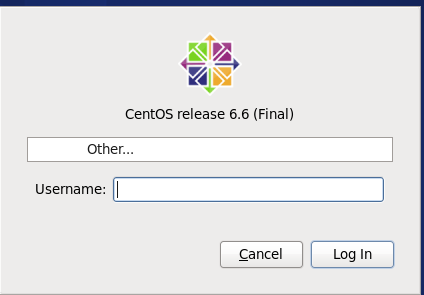 CentOS release 6.6 (Final)
Other...
Username:
Cancel Log In